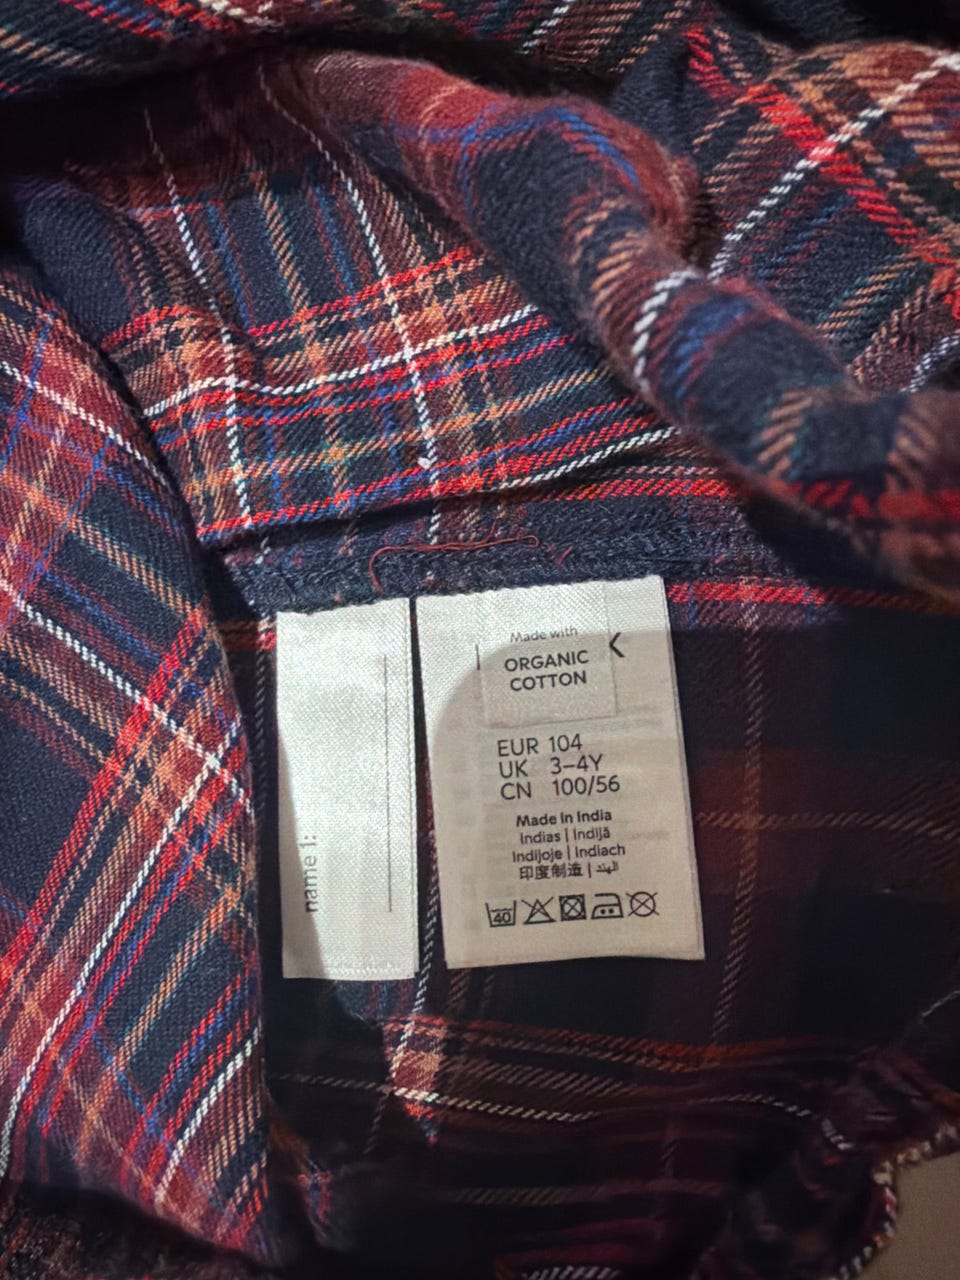 name 1:
Made with
ORGANIC
COTTON
EUR 104
UK 3–4Y
CN 100/56
Made In India
Indias | Indijā
Indijoje | Indiach
印度制造 | الهند
40